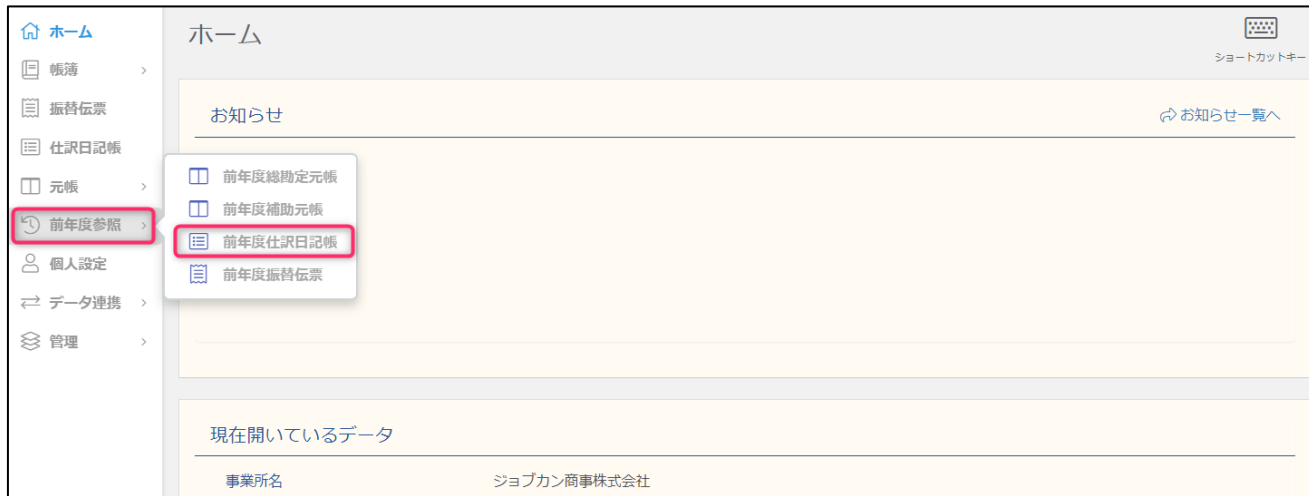 ホーム
帳簿
振替伝票
仕訳日記帳
元帳
前年度参照
個人設定
データ連携
管理
ホーム
ショートカットキー
お知らせ
お知らせ一覧へ
前年度総勘定元帳
前年度補助元帳
前年度仕訳日記帳
前年度振替伝票
現在開いているデータ
事業所名 ジョブカン商事株式会社